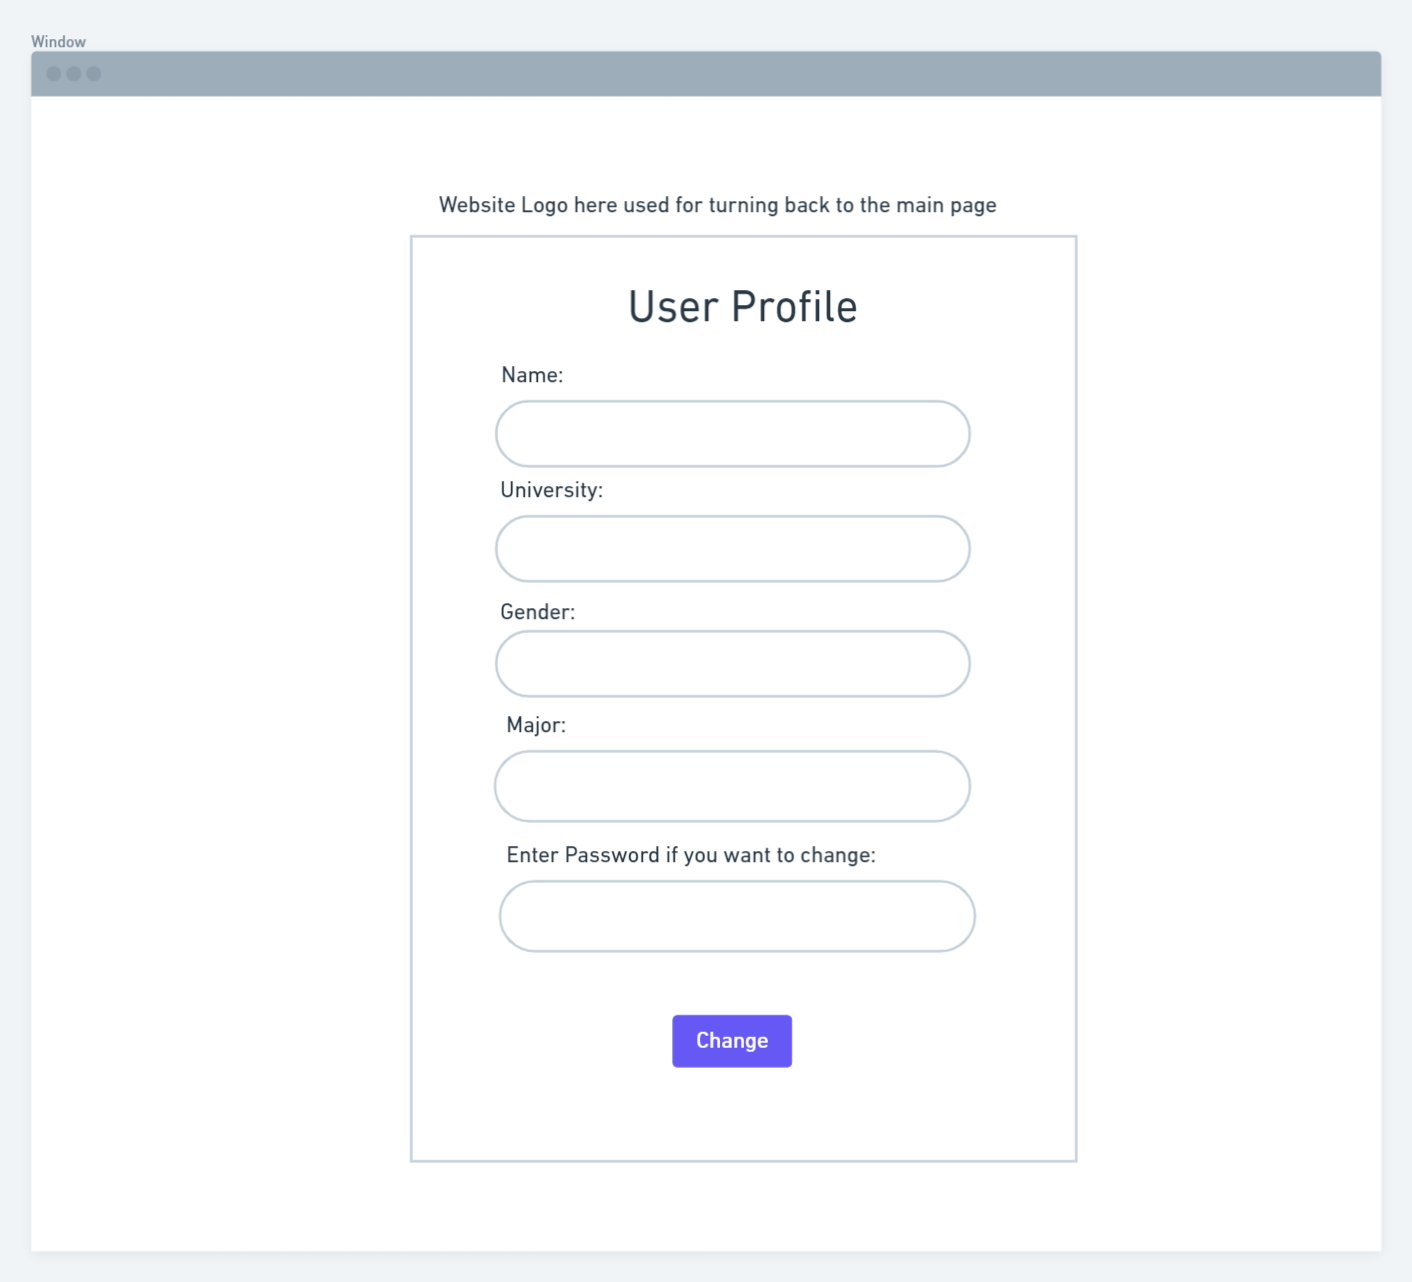 Window
Website Logo here used for turning back to the main page
User Profile
Name:
University:
Gender:
Major:
Enter Password if you want to change:
Change